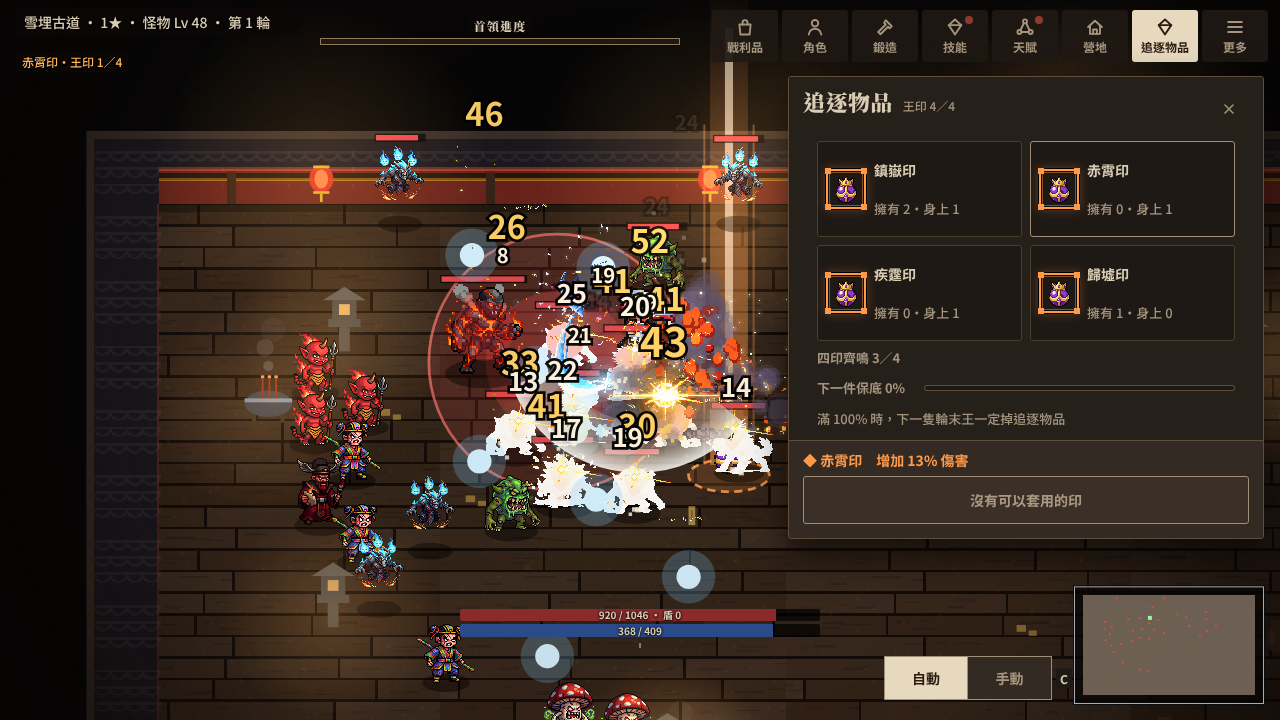 雪埋古道 • 1★ • 怪物 Lv 48 • 第 1 輪
赤霄印・王印 1／4
首領進度
戰利品
角色
鍛造
技能
天賦
營地
追逐物品
更多
追逐物品 王印 4／4
×
鎮嶽印
擁有 2・身上 1
赤霄印
擁有 0・身上 1
疾霆印
擁有 0・身上 1
歸墟印
擁有 1・身上 0
四印齊鳴 3／4
下一件保底 0%
滿 100% 時，下一隻輪末王一定掉追逐物品
◆ 赤霄印 增加 13% 傷害
沒有可以套用的印
46
24
24
26
8
52
19
41
25
20
41
21
43
33
13
22
14
41
17
30
19
920 / 1046 • 盾 0
368 / 409
自動
手動
C